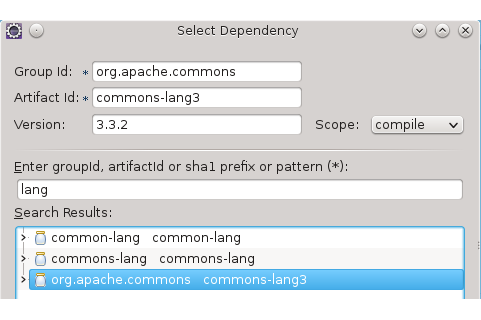 Select Dependency
Group Id: * org.apache.commons
Artifact Id: * commons-lang3
Version: 3.3.2 Scope: compile
Enter groupId, artifactId or sha1 prefix or pattern (*):
lang
Search Results:
common-lang common-lang
commons-lang commons-lang
org.apache.commons commons-lang3